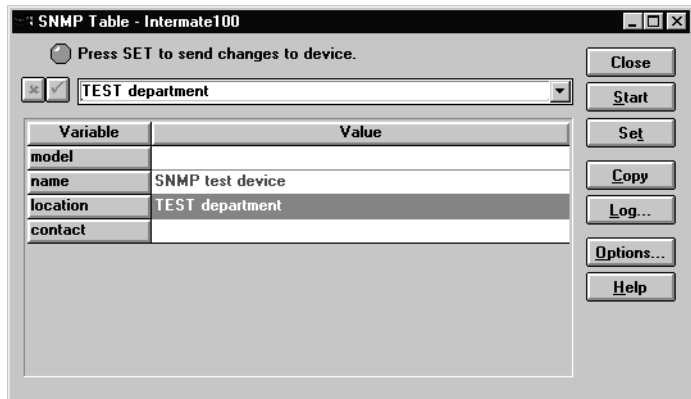 SNMP Table - Intermate100
Press SET to send changes to device.
TEST department
Variable Value
model
name SNMP test device
location TEST department
contact
Close
Start
Set
Copy
Log...
Options...
Help